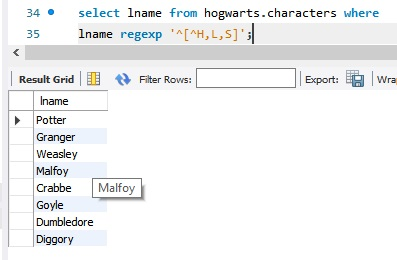 34 select lname from hogwarts.characters where
35 lname regexp '^[^H,L,S]';
Result Grid Filter Rows: Export: Wrap
lname
Potter
Granger
Weasley
Malfoy
Crabbe Malfoy
Goyle
Dumbledore
Diggory